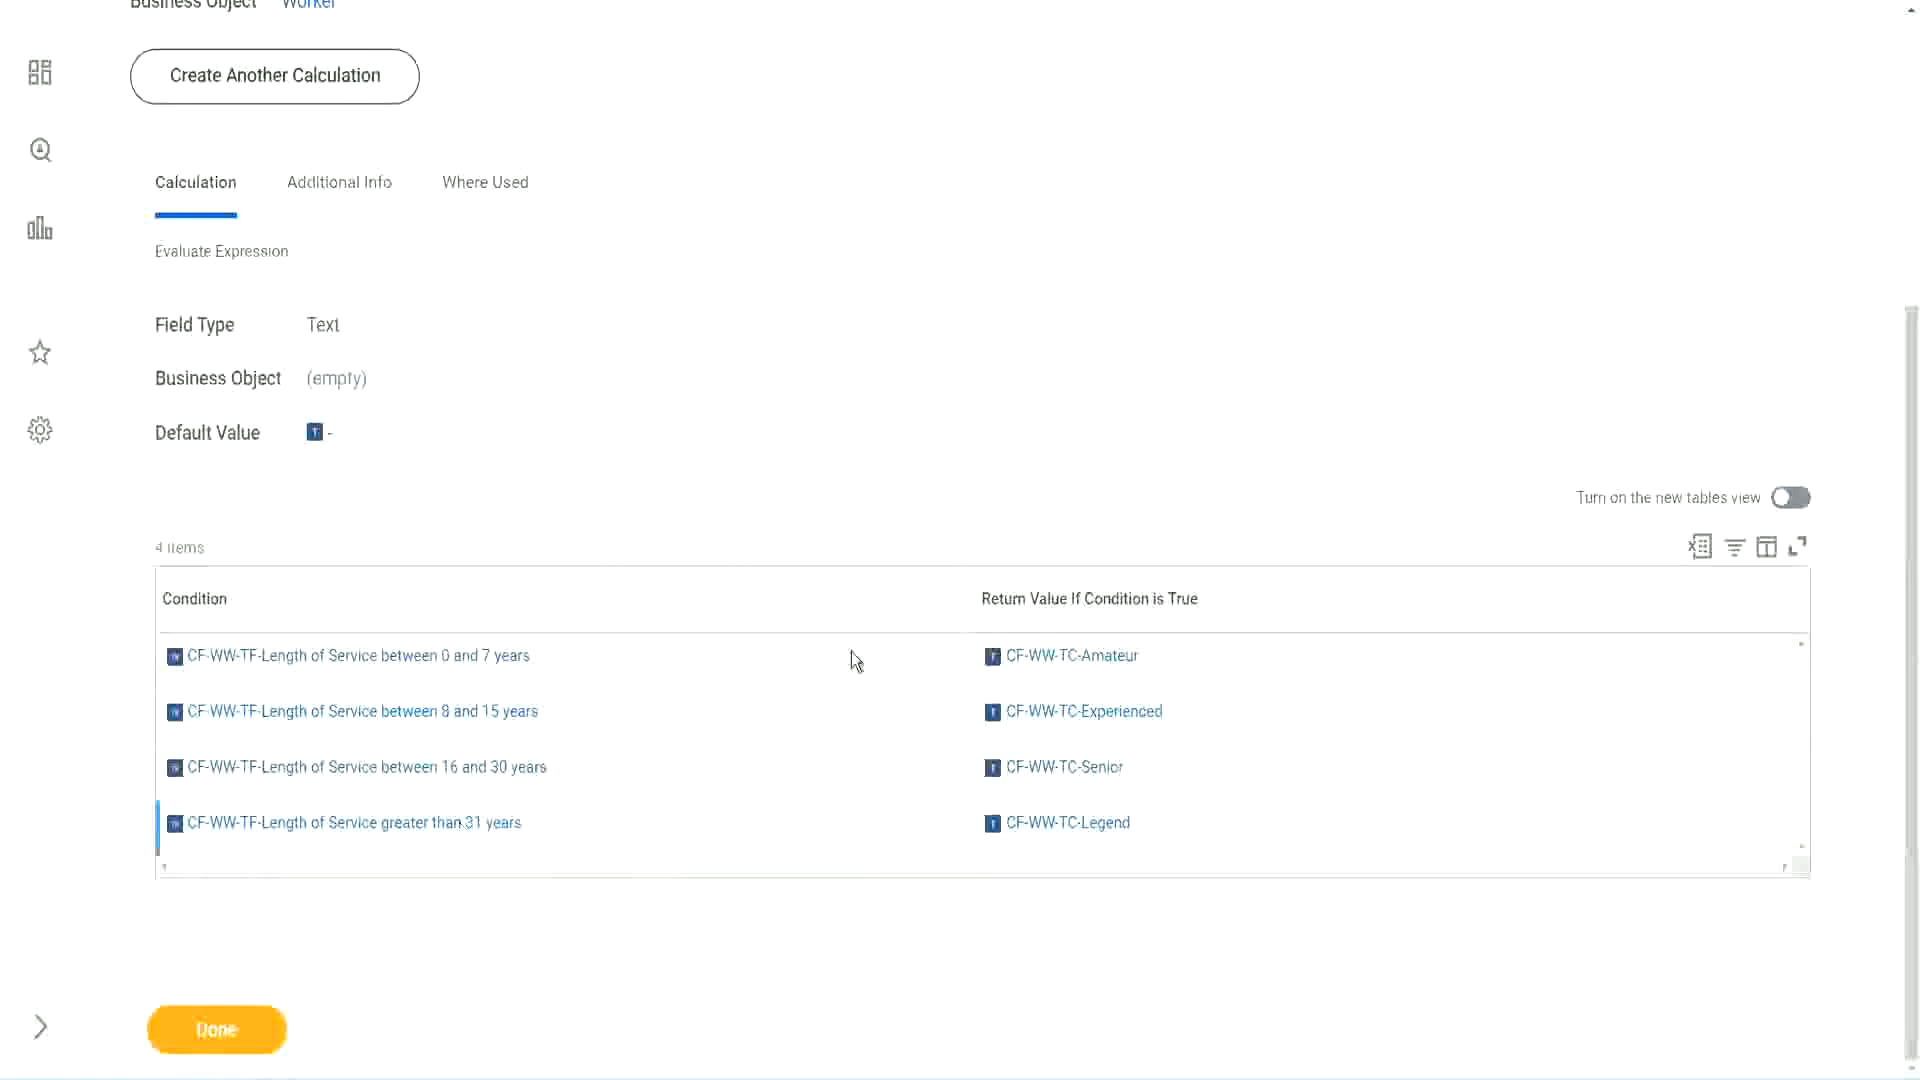 Business Object Worker
Create Another Calculation
Calculation Additional Info Where Used
Evaluate Expression
Field Type Text
Business Object (empty)
Default Value T -
Turn on the new tables view
4 items
Condition Return Value If Condition is True
CF-WW-TF-Length of Service between 0 and 7 years CF-WW-TC-Amateur
CF-WW-TF-Length of Service between 8 and 15 years CF-WW-TC-Experienced
CF-WW-TF-Length of Service between 16 and 30 years CF-WW-TC-Senior
CF-WW-TF-Length of Service greater than 31 years CF-WW-TC-Legend
Done